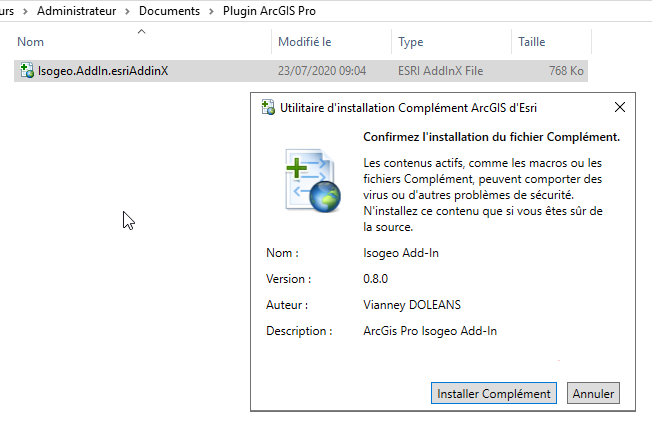 urs > Administrateur > Documents > Plugin ArcGIS Pro
Nom Modifié le Type Taille
Isogeo.AddIn.esriAddinX 23/07/2020 09:04 ESRI AddInX File 768 Ko
Utilitaire d'installation Complément ArcGIS d'Esri
Confirmez l'installation du fichier Complément.
Les contenus actifs, comme les macros ou les
fichiers Complément, peuvent comporter des
virus ou d'autres problèmes de sécurité.
N'installez ce contenu que si vous êtes sûr de
la source.
Nom : Isogeo Add-In
Version : 0.8.0
Auteur : Vianney DOLEANS
Description : ArcGis Pro Isogeo Add-In
Installer Complément Annuler